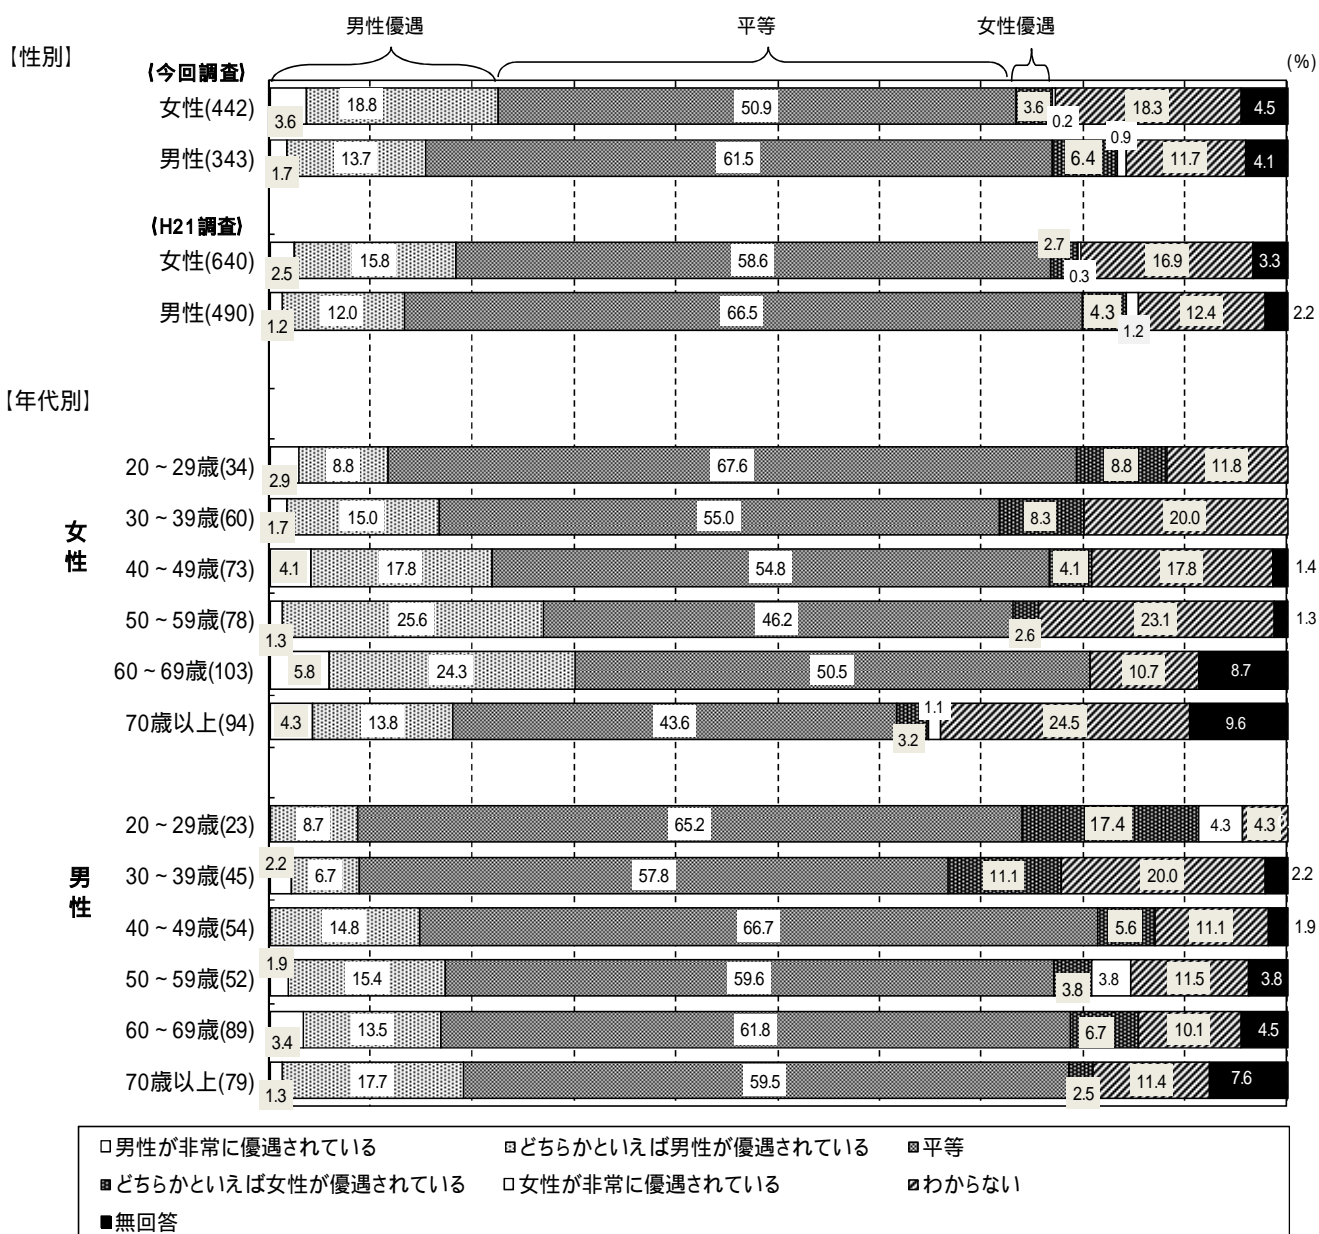 男性優遇 平等 女性優遇
【性別】
(%)
(今回調査)
女性(442) 3.6 18.8 50.9 3.6 0.2 18.3 4.5
男性(343) 1.7 13.7 61.5 6.4 0.9 11.7 4.1
(H21調査)
女性(640) 2.5 15.8 58.6 2.7 0.3 16.9 3.3
男性(490) 1.2 12.0 66.5 4.3 1.2 12.4 2.2
【年代別】
女性
20~29歳(34) 2.9 8.8 67.6 8.8 11.8
30~39歳(60) 1.7 15.0 55.0 8.3 20.0
40~49歳(73) 4.1 17.8 54.8 4.1 17.8 1.4
50~59歳(78) 1.3 25.6 46.2 2.6 23.1 1.3
60~69歳(103) 5.8 24.3 50.5 10.7 8.7
70歳以上(94) 4.3 13.8 43.6 3.2 1.1 24.5 9.6
男性
20~29歳(23) 8.7 65.2 17.4 4.3 4.3
30~39歳(45) 2.2 6.7 57.8 11.1 20.0 2.2
40~49歳(54) 14.8 66.7 5.6 11.1 1.9
50~59歳(52) 1.9 15.4 59.6 3.8 3.8 11.5 3.8
60~69歳(89) 3.4 13.5 61.8 6.7 10.1 4.5
70歳以上(79) 1.3 17.7 59.5 2.5 11.4 7.6
男性が非常に優遇されている どちらかといえば男性が優遇されている 平等
どちらかといえば女性が優遇されている 女性が非常に優遇されている わからない
無回答